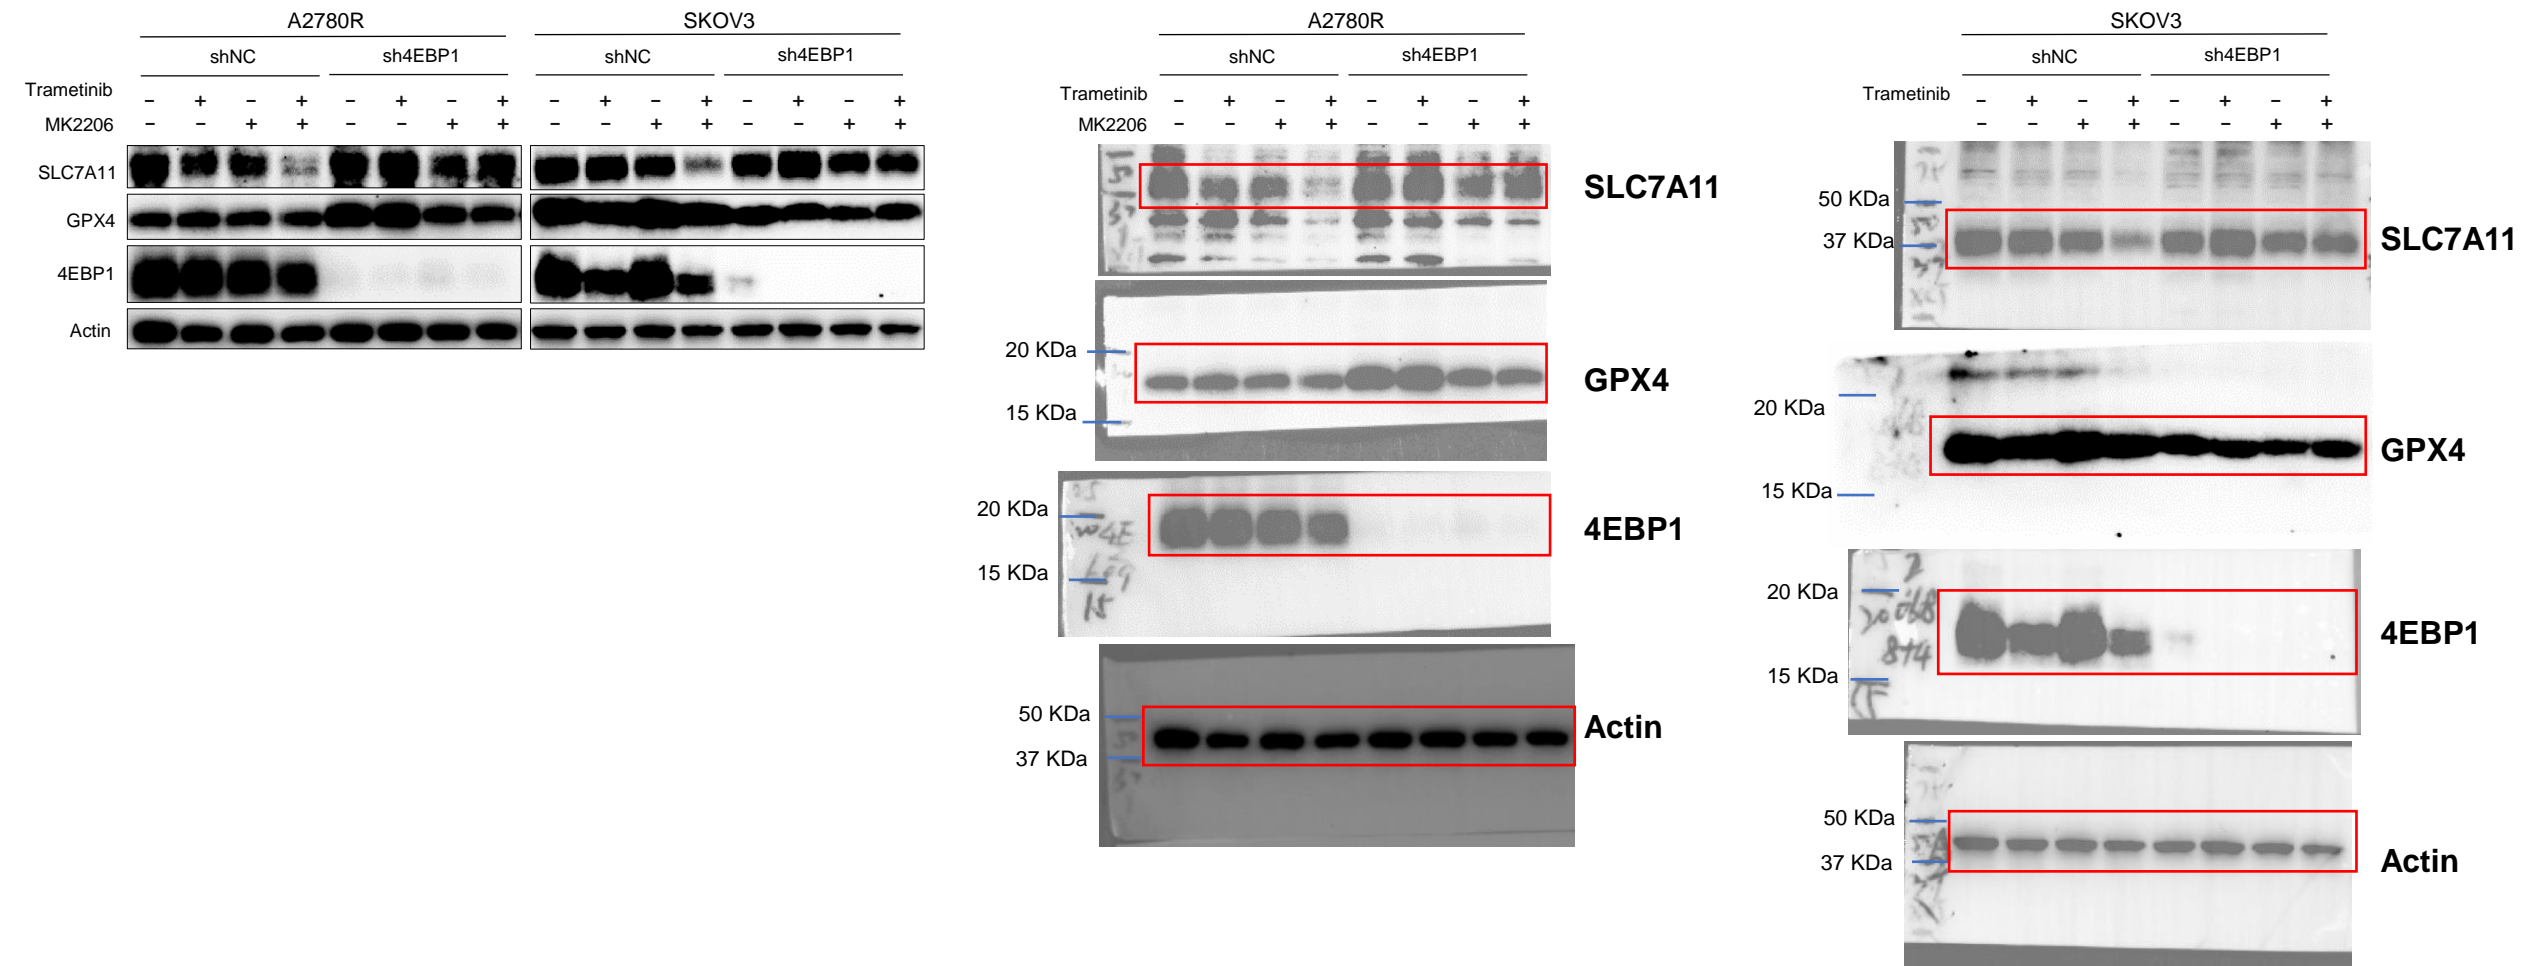 A2780R
SKOV3
shNC
sh4EBP1
shNC
sh4EBP1
Trametinib
− + − + − + − + − + − + − + − +
MK2206
− − + + − − + + − − + + − − + +
SLC7A11
GPX4
4EBP1
Actin
A2780R
shNC
sh4EBP1
Trametinib
− + − + − + − +
MK2206
− − + + − − + +
SLC7A11
20 KDa
15 KDa
GPX4
20 KDa
15 KDa
20 4E
15
4EBP1
50 KDa
37 KDa
Actin
SKOV3
shNC
sh4EBP1
Trametinib
− + − + − + − +
− − + + − − + +
50 KDa
37 KDa
SLC7A11
20 KDa
15 KDa
GPX4
20 KDa
15 KDa
4EBP1
50 KDa
37 KDa
Actin